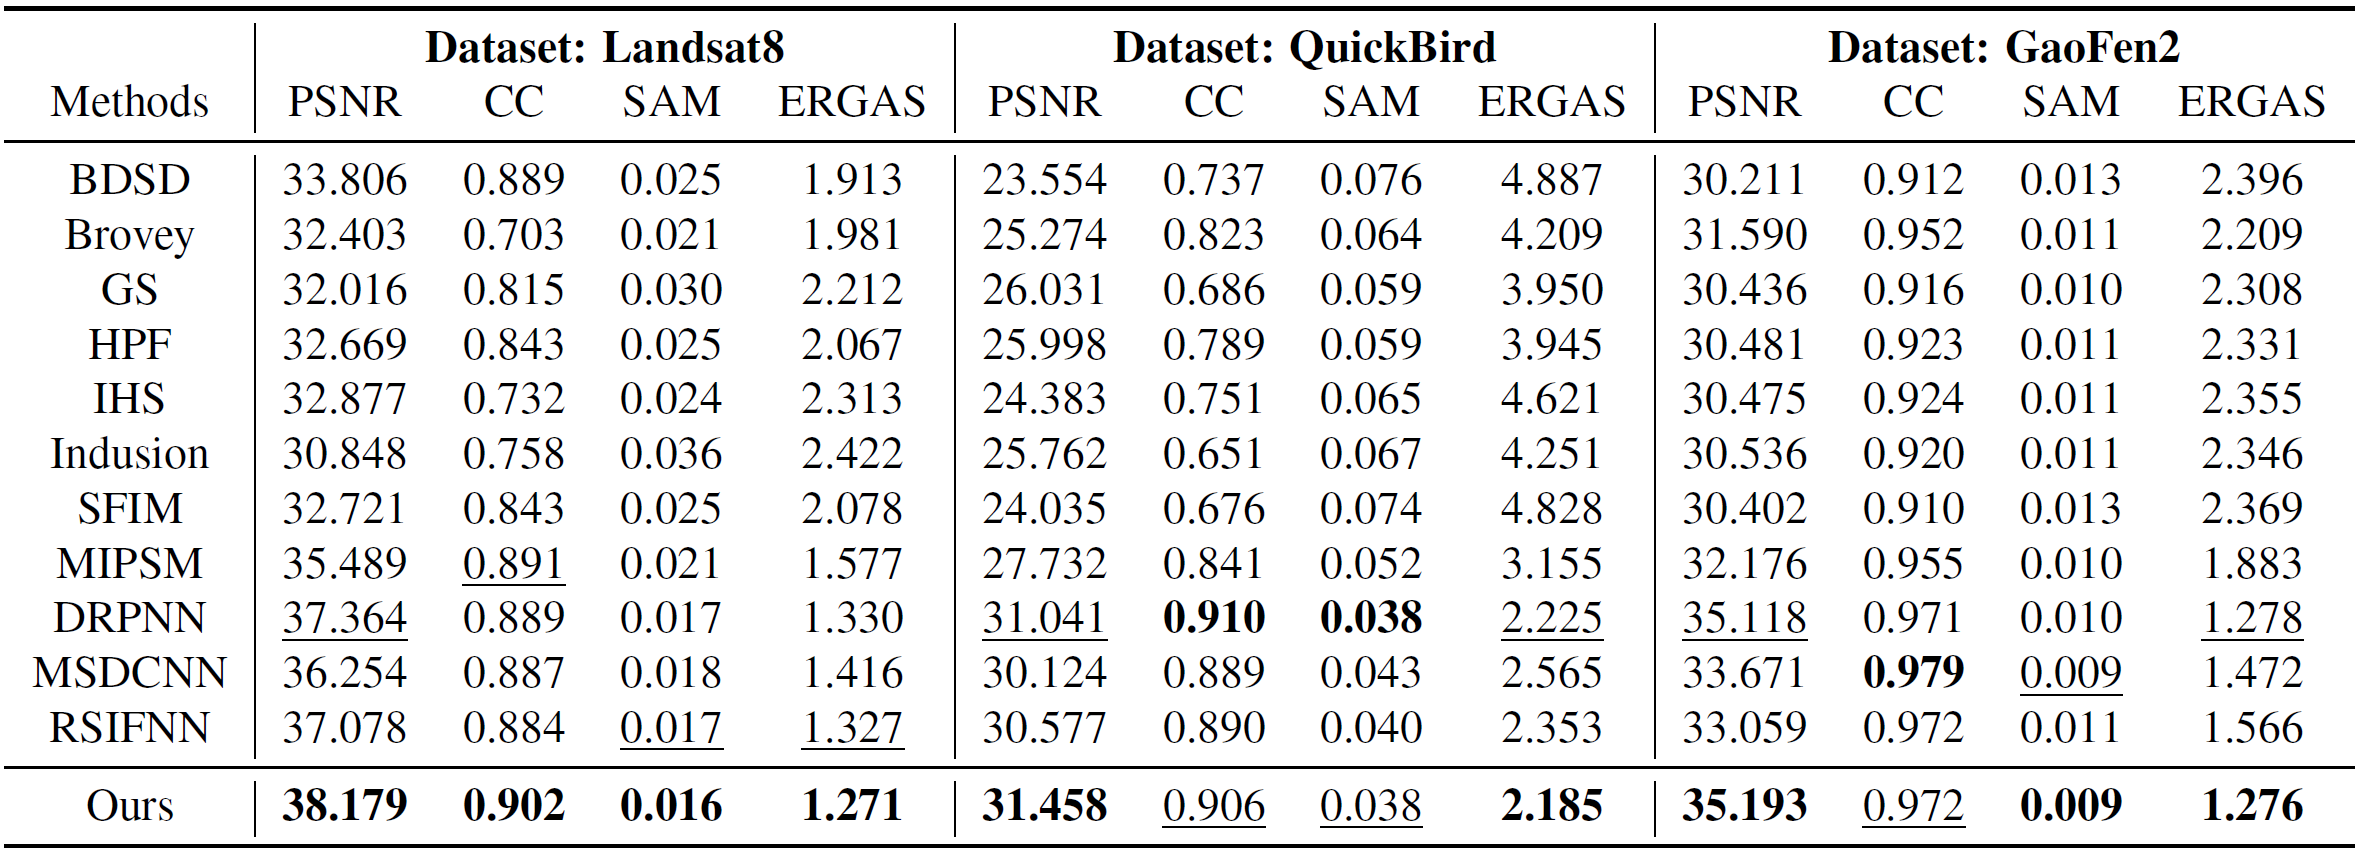 Dataset: Landsat8 Dataset: QuickBird Dataset: GaoFen2
Methods PSNR CC SAM ERGAS PSNR CC SAM ERGAS PSNR CC SAM ERGAS
BDSD 33.806 0.889 0.025 1.913 23.554 0.737 0.076 4.887 30.211 0.912 0.013 2.396
Brovey 32.403 0.703 0.021 1.981 25.274 0.823 0.064 4.209 31.590 0.952 0.011 2.209
GS 32.016 0.815 0.030 2.212 26.031 0.686 0.059 3.950 30.436 0.916 0.010 2.308
HPF 32.669 0.843 0.025 2.067 25.998 0.789 0.059 3.945 30.481 0.923 0.011 2.331
IHS 32.877 0.732 0.024 2.313 24.383 0.751 0.065 4.621 30.475 0.924 0.011 2.355
Indusion 30.848 0.758 0.036 2.422 25.762 0.651 0.067 4.251 30.536 0.920 0.011 2.346
SFIM 32.721 0.843 0.025 2.078 24.035 0.676 0.074 4.828 30.402 0.910 0.013 2.369
MIPSM 35.489 0.891 0.021 1.577 27.732 0.841 0.052 3.155 32.176 0.955 0.010 1.883
DRPNN 37.364 0.889 0.017 1.330 31.041 0.910 0.038 2.225 35.118 0.971 0.010 1.278
MSDCNN 36.254 0.887 0.018 1.416 30.124 0.889 0.043 2.565 33.671 0.979 0.009 1.472
RSIFNN 37.078 0.884 0.017 1.327 30.577 0.890 0.040 2.353 33.059 0.972 0.011 1.566
Ours 38.179 0.902 0.016 1.271 31.458 0.906 0.038 2.185 35.193 0.972 0.009 1.276